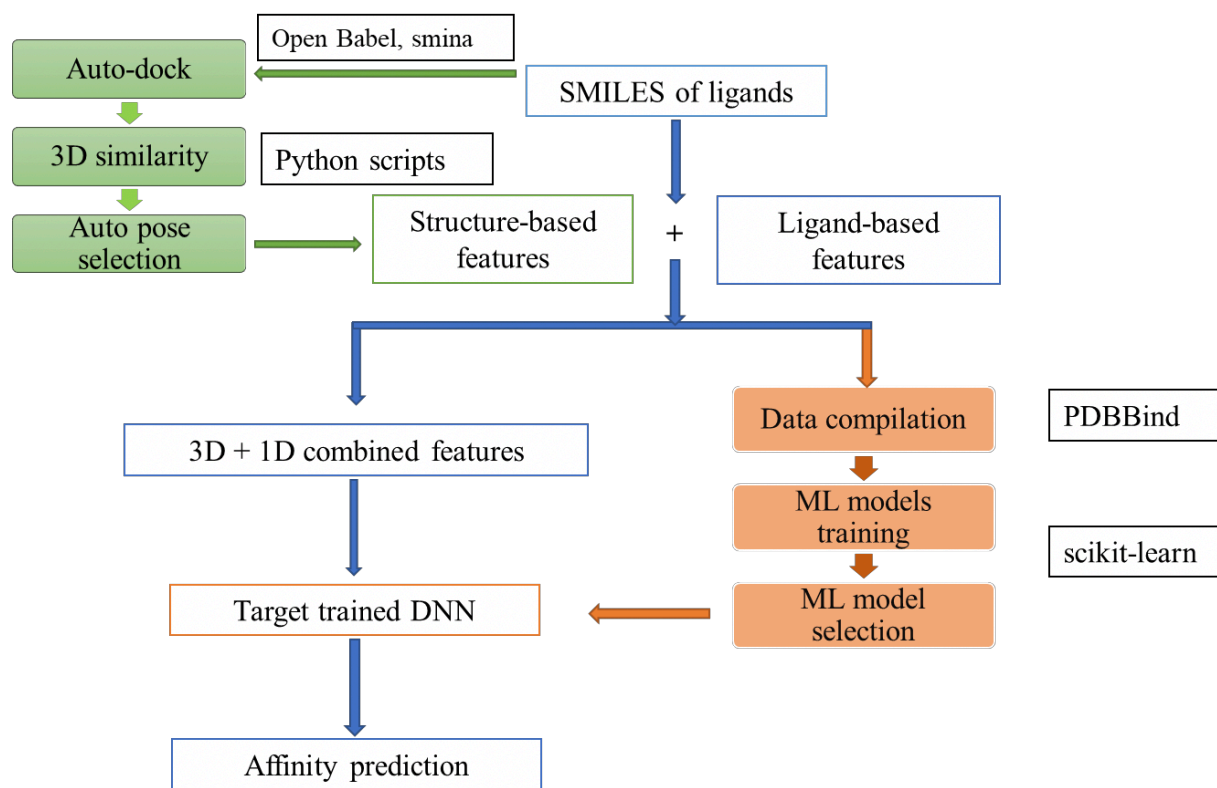 Open Babel, smina
Auto-dock
SMILES of ligands
3D similarity
Python scripts
Auto pose
selection
Structure-based
features
+
Ligand-based
features
Data compilation
PDBBind
3D + 1D combined features
ML models
training
scikit-learn
Target trained DNN
ML model
selection
Affinity prediction